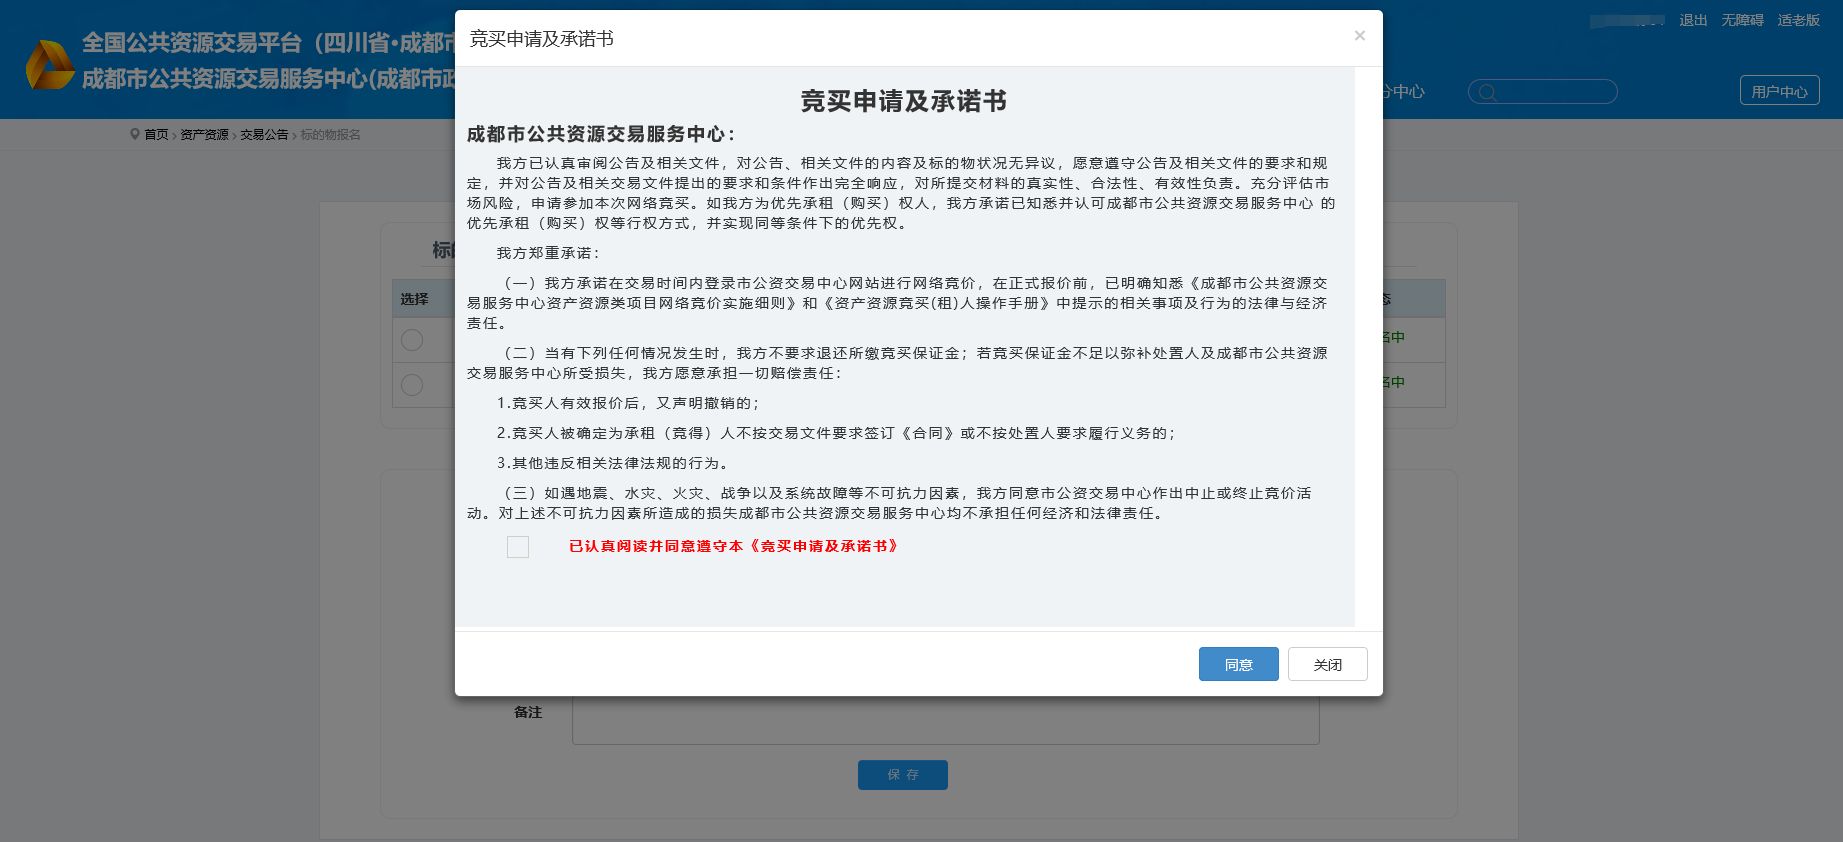 退出 无障碍 适老版
全国公共资源交易平台（四川省·成都市
成都市公共资源交易服务中心(成都市政
分中心
用户中心
首页 › 资产资源 › 交易公告 › 标的物报名
竞买申请及承诺书
×
竞买申请及承诺书
成都市公共资源交易服务中心：
我方已认真审阅公告及相关文件，对公告、相关文件的内容及标的物状况无异议，愿意遵守公告及相关文件的要求和规
定，并对公告及相关交易文件提出的要求和条件作出完全响应，对所提交材料的真实性、合法性、有效性负责。充分评估市
场风险，申请参加本次网络竞买。如我方为优先承租（购买）权人，我方承诺已知悉并认可成都市公共资源交易服务中心 的
优先承租（购买）权等行权方式，并实现同等条件下的优先权。
我方郑重承诺：
（一）我方承诺在交易时间内登录市公资交易中心网站进行网络竞价，在正式报价前，已明确知悉《成都市公共资源交
易服务中心资产资源类项目网络竞价实施细则》和《资产资源竞买(租)人操作手册》中提示的相关事项及行为的法律与经济
责任。
（二）当有下列任何情况发生时，我方不要求退还所缴竞买保证金；若竞买保证金不足以弥补处置人及成都市公共资源
交易服务中心所受损失，我方愿意承担一切赔偿责任：
1.竞买人有效报价后，又声明撤销的；
2.竞买人被确定为承租（竞得）人不按交易文件要求签订《合同》或不按处置人要求履行义务的；
3.其他违反相关法律法规的行为。
（三）如遇地震、水灾、火灾、战争以及系统故障等不可抗力因素，我方同意市公资交易中心作出中止或终止竞价活
动。对上述不可抗力因素所造成的损失成都市公共资源交易服务中心均不承担任何经济和法律责任。
已认真阅读并同意遵守本《竞买申请及承诺书》
同意 关闭
标的
选择 态
名中
名中
备注
保 存